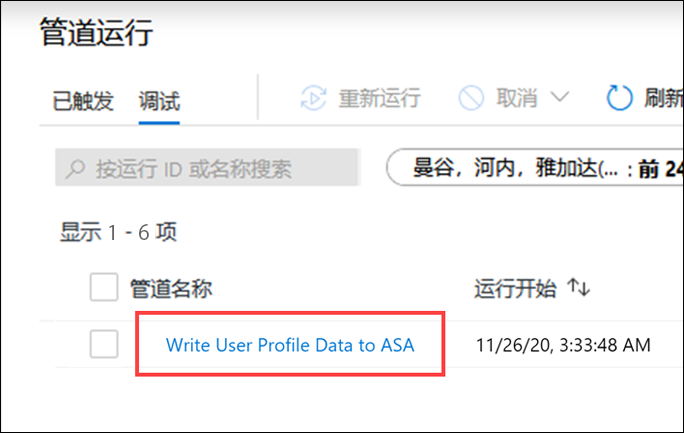 管道运行
已触发 调试 重新运行 取消 刷新
按运行 ID 或名称搜索 曼谷，河内，雅加达(... : 前 24
显示 1 - 6 项
管道名称 运行开始
Write User Profile Data to ASA 11/26/20, 3:33:48 AM